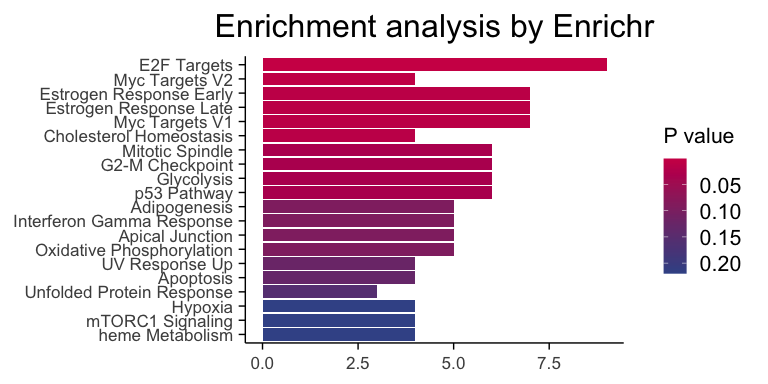 Enrichment analysis by Enrichr
E2F Targets
Myc Targets V2
Estrogen Response Early
Estrogen Response Late
Myc Targets V1
Cholesterol Homeostasis
Mitotic Spindle
G2-M Checkpoint
Glycolysis
p53 Pathway
Adipogenesis
Interferon Gamma Response
Apical Junction
Oxidative Phosphorylation
UV Response Up
Apoptosis
Unfolded Protein Response
Hypoxia
mTORC1 Signaling
heme Metabolism
0.0 2.5 5.0 7.5
P value
0.05
0.10
0.15
0.20